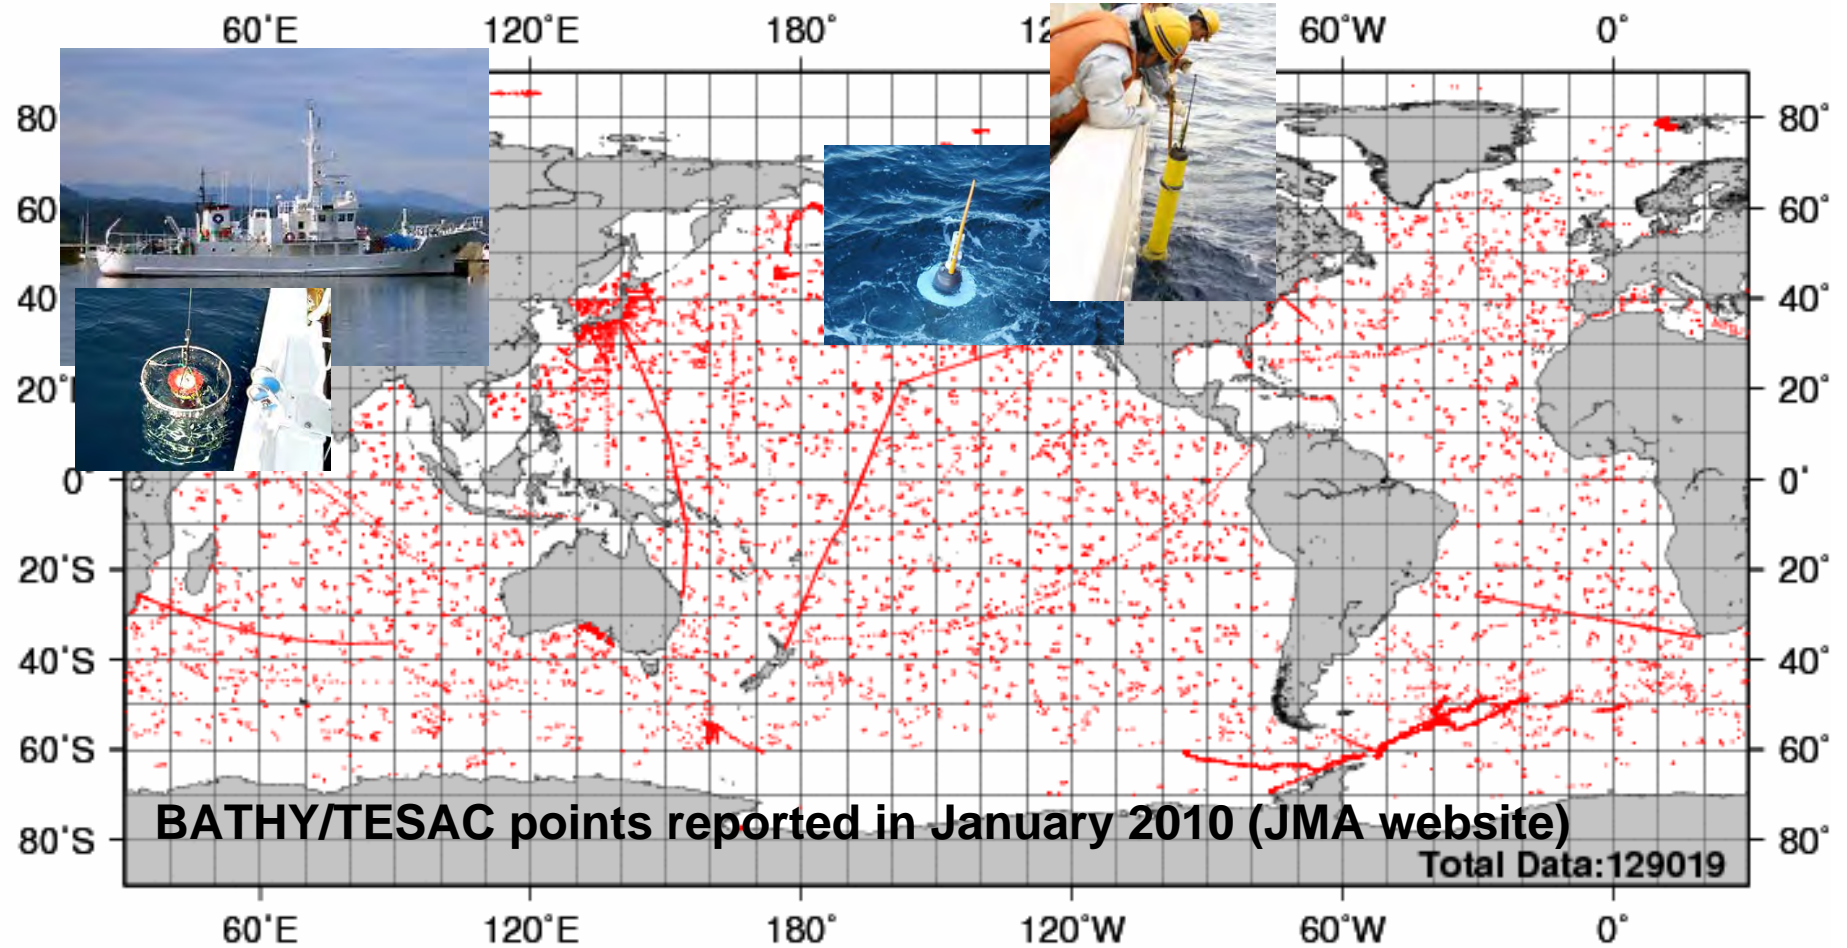 60°E 120°E 180° 12 60°W 0°
80° 80°
60 60°
40 40°
20° 20°
0° 0°
20°S 20°
40°S 40°
60°S 60°
BATHY/TESAC points reported in January 2010 (JMA website)
80°S 80°
Total Data:129019
60°E 120°E 180° 120°W 60°W 0°